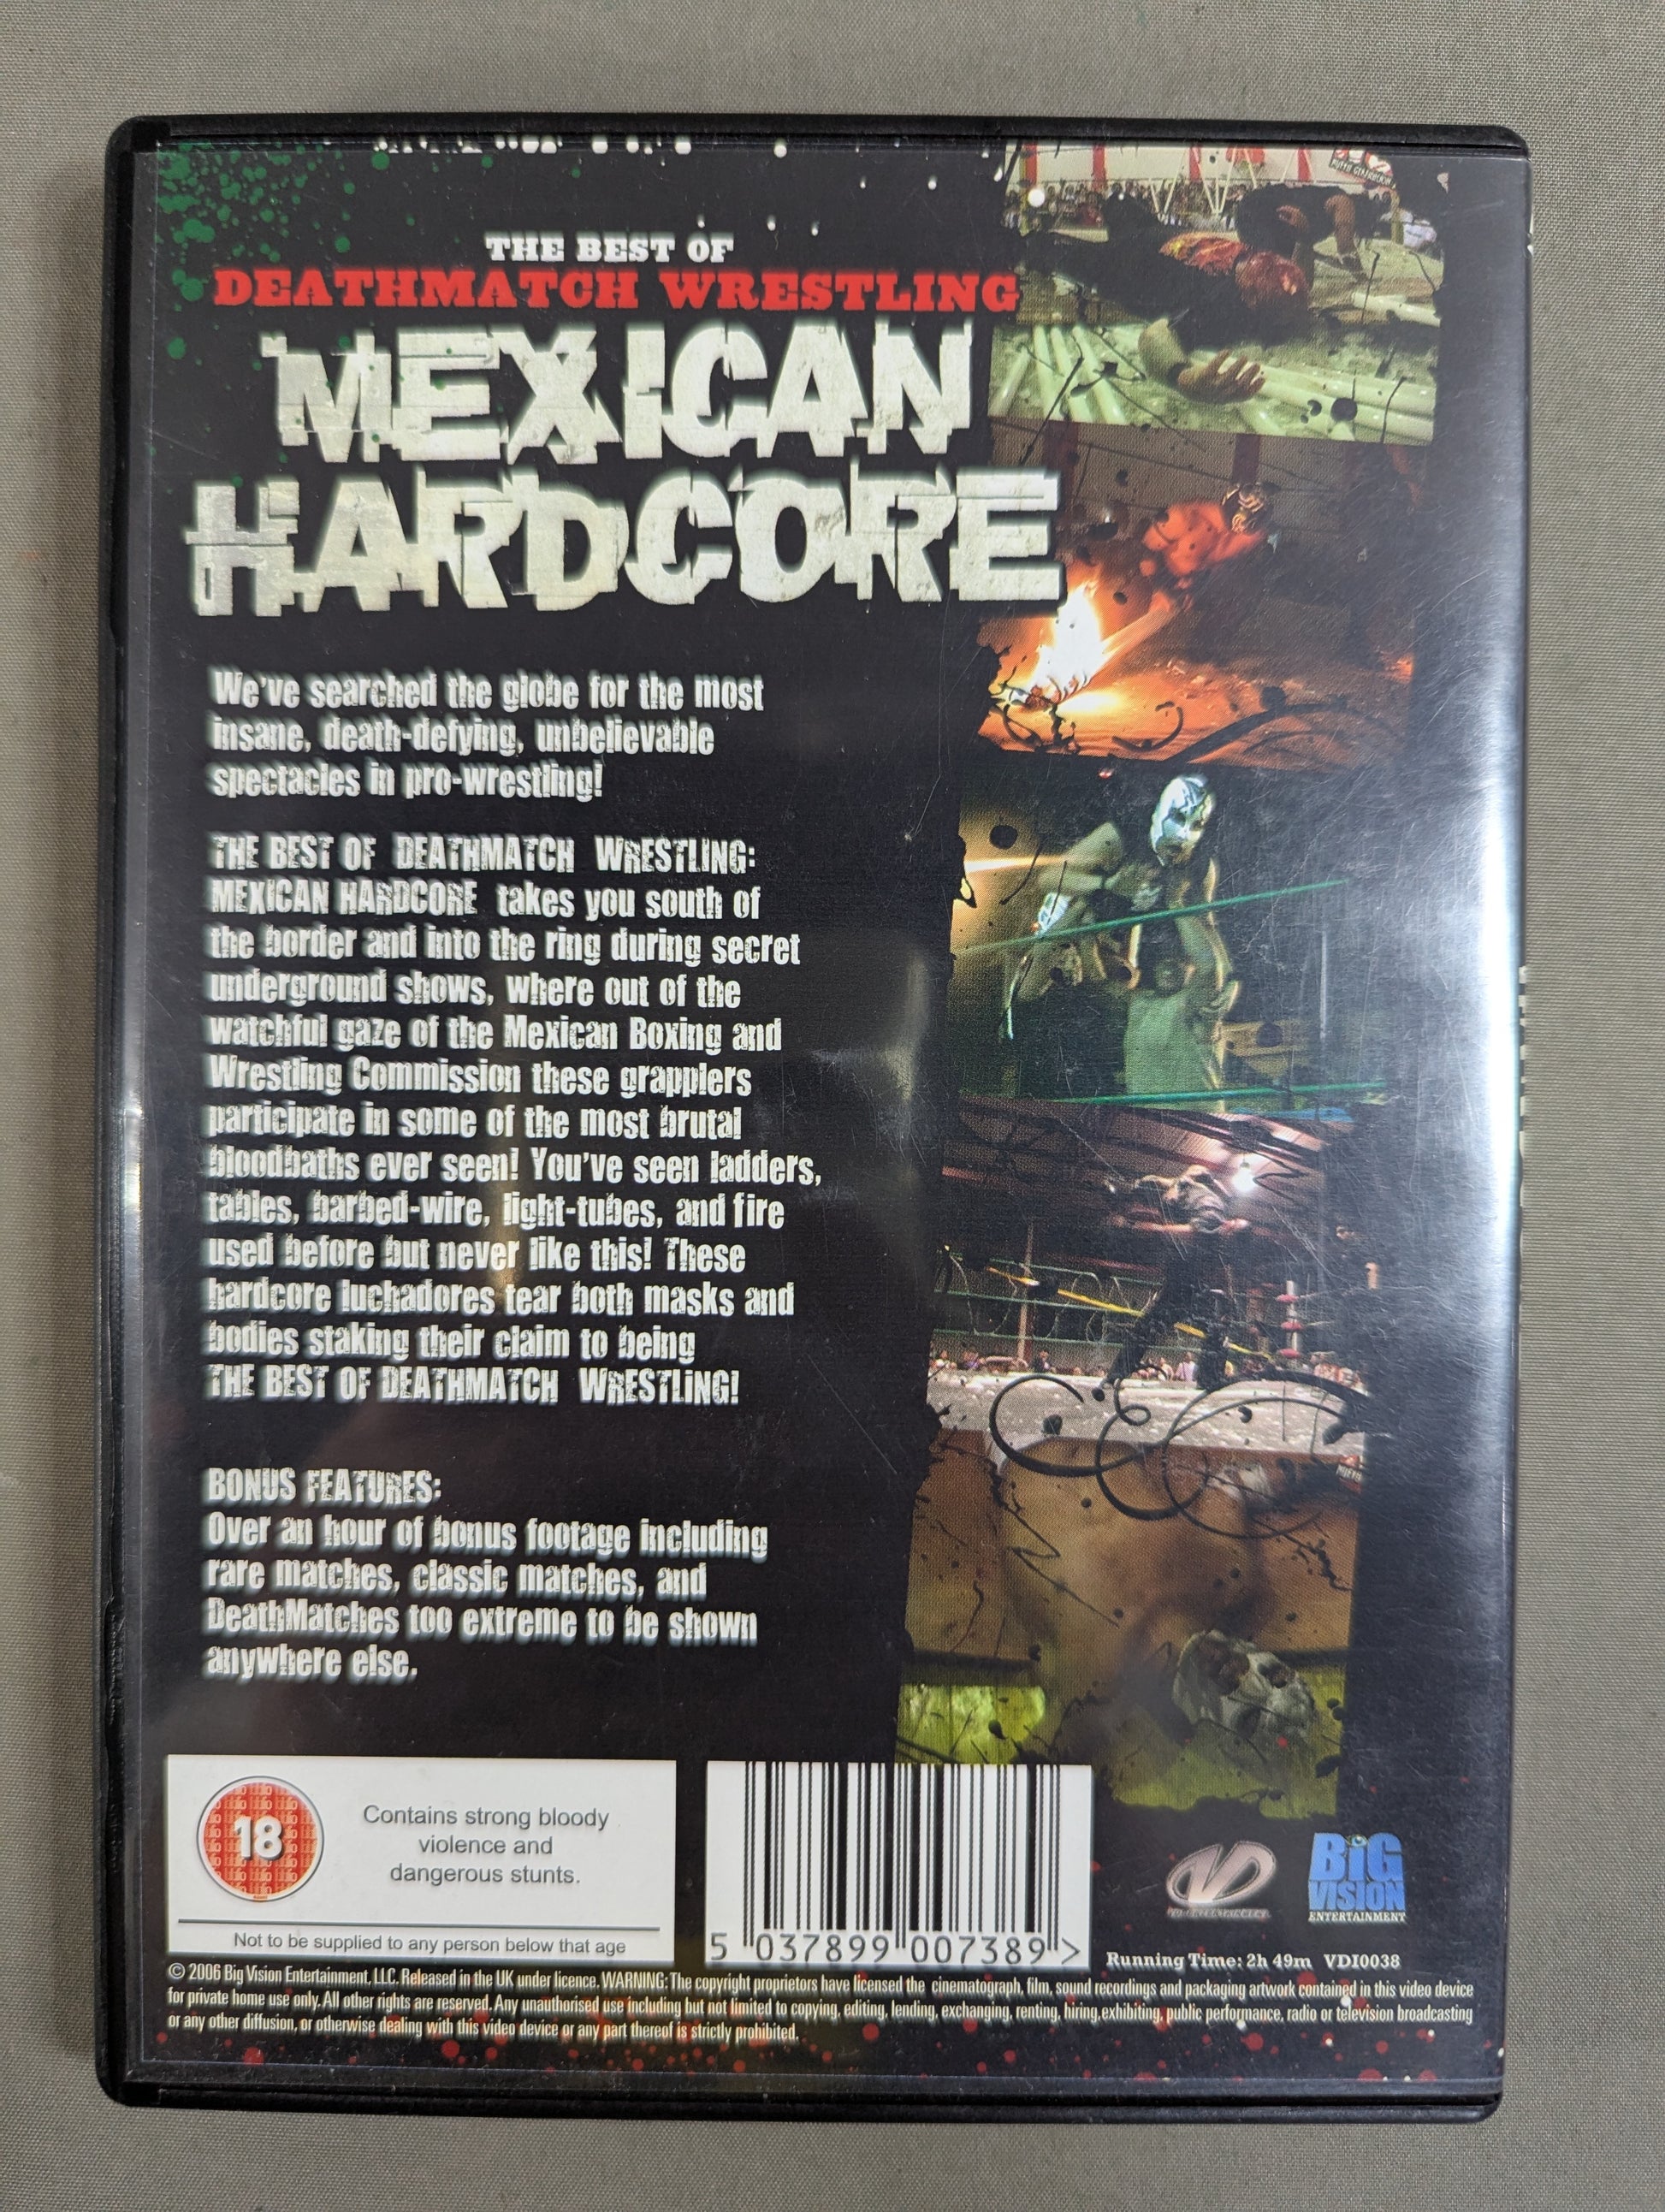 THE BEST OF
DEATHMATCH WRESTLING
MEXICAN
HARDCORE
We've searched the globe for the most
insane, death-defying, unbelievable
spectacles in pro-wrestling!
THE BEST OF DEATHMATCH WRESTLING:
MEXICAN HARDCORE takes you south of
the border and into the ring during secret
underground shows, where out of the
watchful gaze of the Mexican Boxing and
Wrestling Commission these grapplers
participate in some of the most brutal
bloodbaths ever seen! You've seen ladders,
tables, barbed-wire, light-tubes, and fire
used before but never like this! These
hardcore luchadores tear both masks and
bodies staking their claim to being
THE BEST OF DEATHMATCH WRESTLiNG!
BONUS FEATURES:
Over an hour of bonus footage including
rare matches, classic matches, and
DeathMatches too extreme to be shown
anywhere else.
18
Contains strong bloody
violence and
dangerous stunts.
Not to be supplied to any person below that age
5 037899 007389 >
BiG
VISION
ENTERTAINMENT
Running Time: 2h 49m VDI0038
© 2006 Big Vision Entertainment, LLC. Released in the UK under licence. WARNING: The copyright proprietors have licensed the cinematograph, film, sound recordings and packaging artwork contained in this video device
for private home use only. All other rights are reserved. Any unauthorised use including but not limited to copying, editing, lending, exchanging, renting, hiring, exhibiting, public performance, radio or television broadcasting
or any other diffusion, or otherwise dealing with this video device or any part thereof is strictly prohibited.